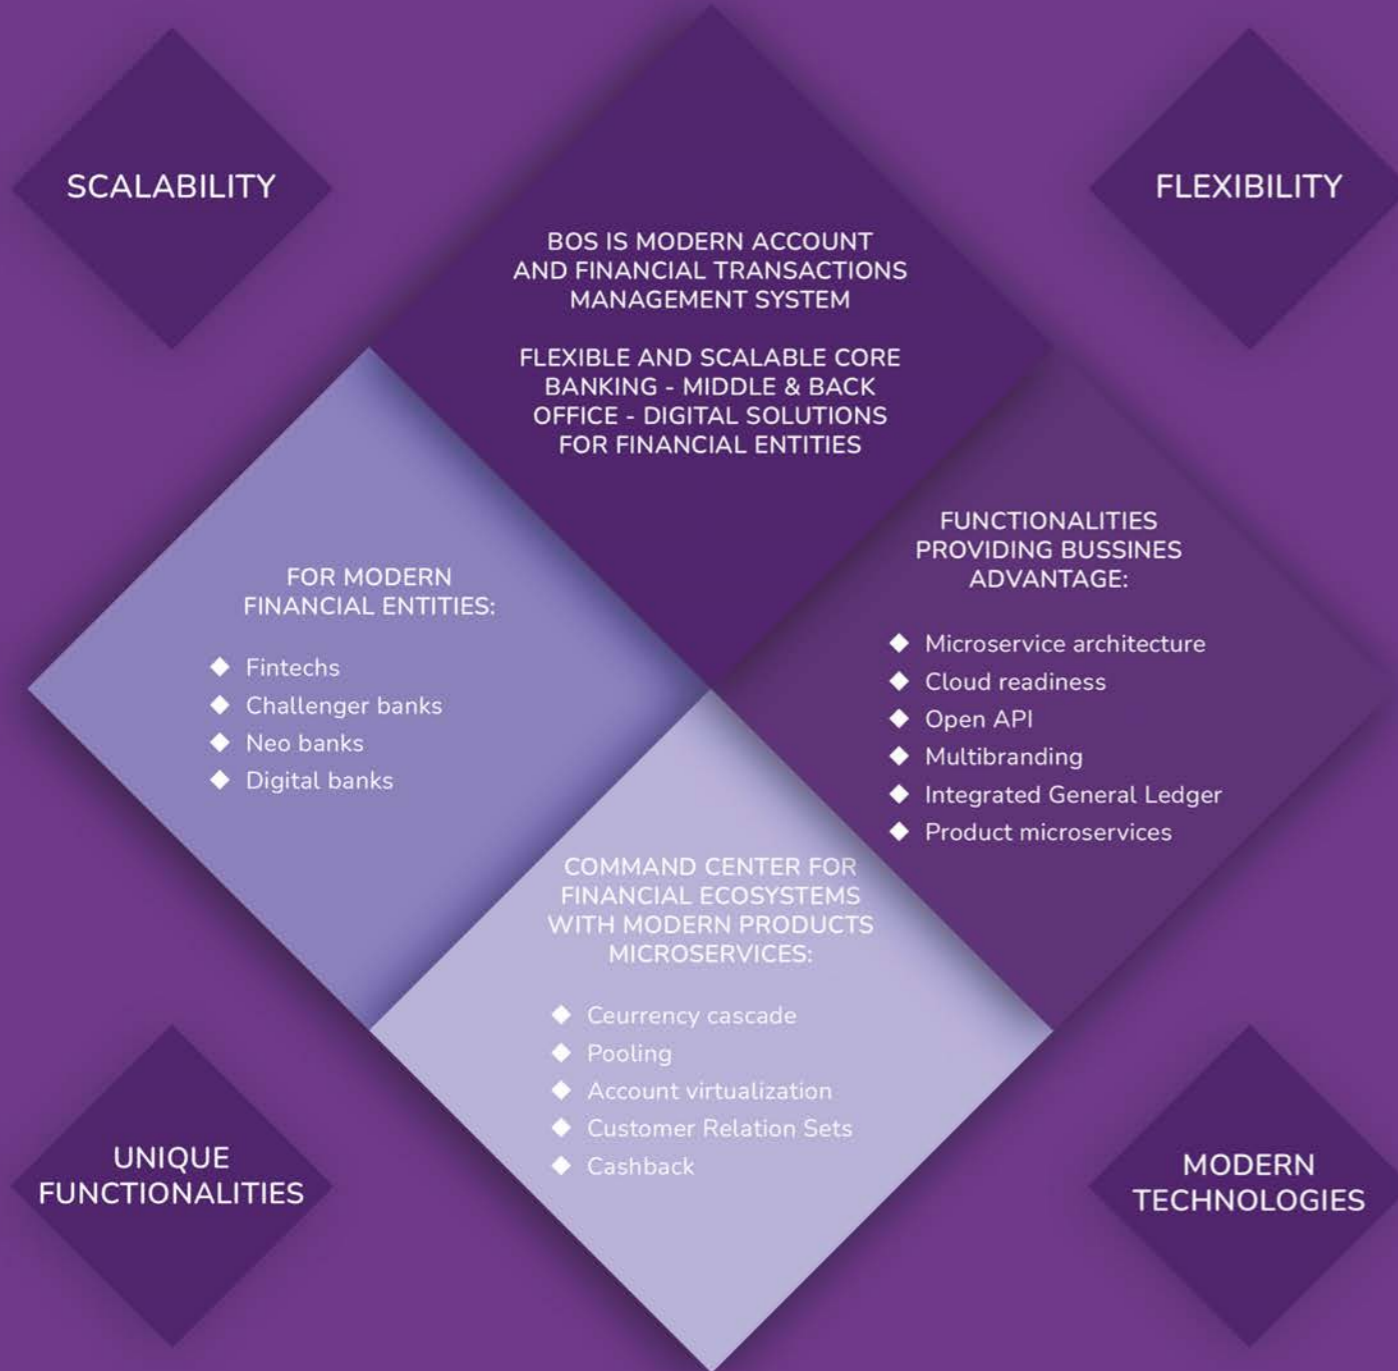 SCALABILITY
FLEXIBILITY
BOS IS MODERN ACCOUNT
AND FINANCIAL TRANSACTIONS
MANAGEMENT SYSTEM
FLEXIBLE AND SCALABLE CORE
BANKING - MIDDLE & BACK
OFFICE - DIGITAL SOLUTIONS
FOR FINANCIAL ENTITIES
FOR MODERN
FINANCIAL ENTITIES:
Fintechs
Challenger banks
Neo banks
Digital banks
FUNCTIONALITIES
PROVIDING BUSSINES
ADVANTAGE:
Microservice architecture
Cloud readiness
Open API
Multibranding
Integrated General Ledger
Product microservices
COMMAND CENTER FOR
FINANCIAL ECOSYSTEMS
WITH MODERN PRODUCTS
MICROSERVICES:
Ceurrency cascade
Pooling
Account virtualization
Customer Relation Sets
Cashback
UNIQUE
FUNCTIONALITIES
MODERN
TECHNOLOGIES